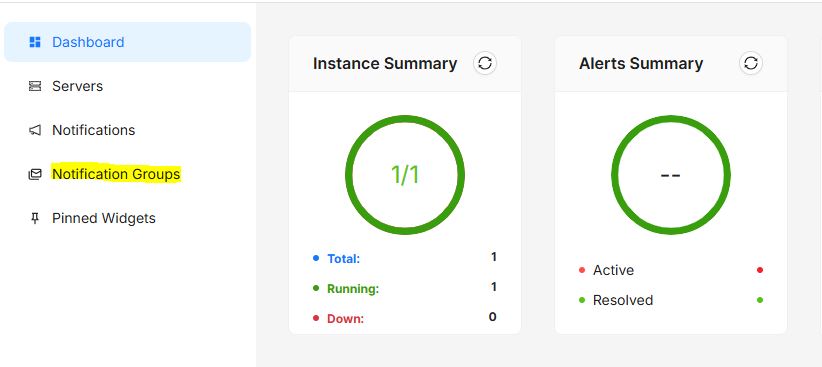 Dashboard
Servers
Notifications
Notification Groups
Pinned Widgets
Instance Summary
1/1
Total: 1
Running: 1
Down: 0
Alerts Summary
--
Active
Resolved